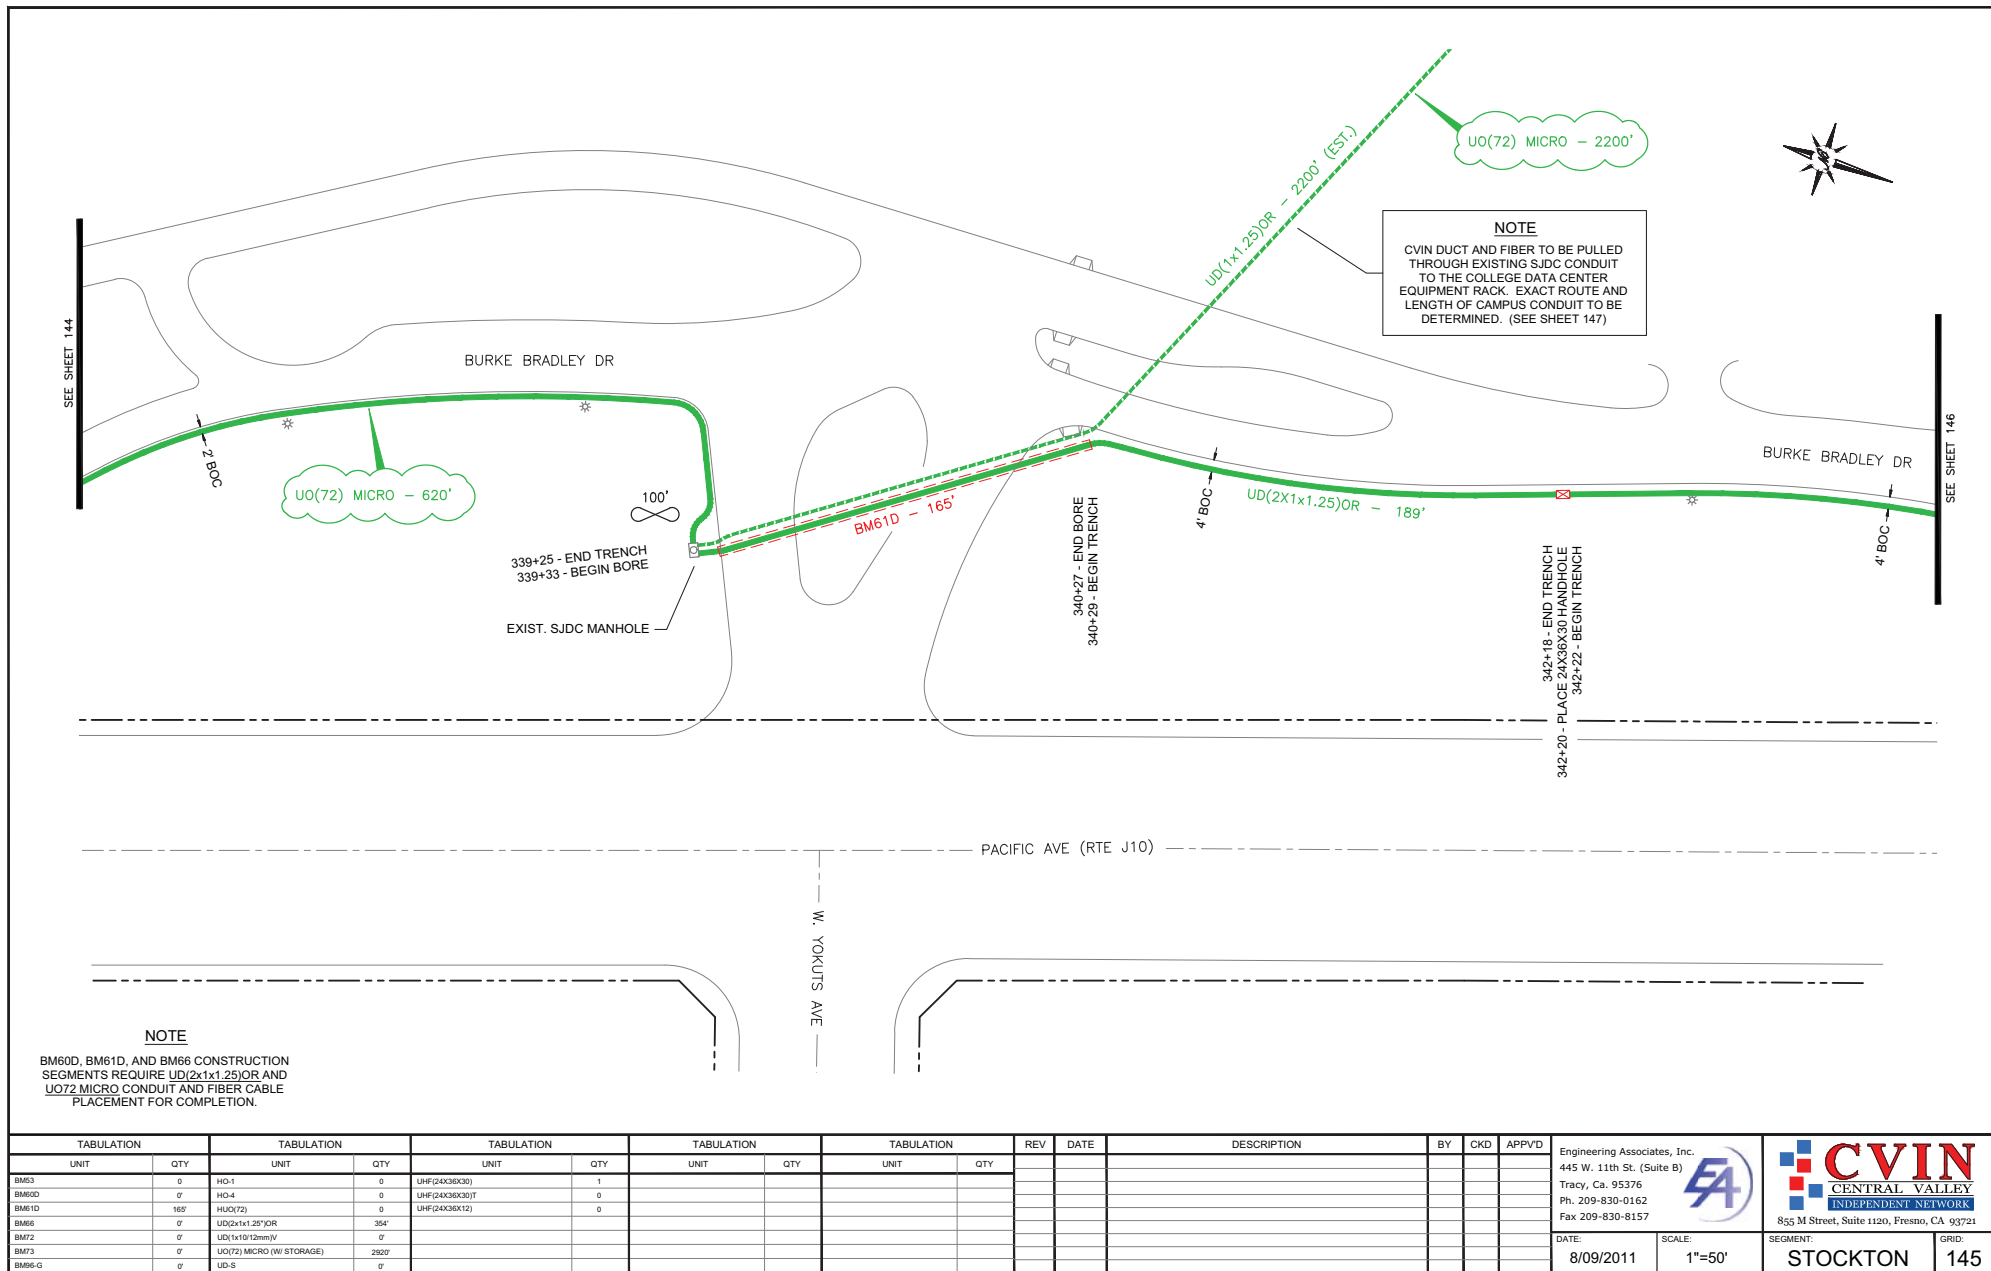 UO(72) MICRO – 2200'
UD(1x1.25)OR – 2200' (EST.)
NOTE
CVIN DUCT AND FIBER TO BE PULLED
THROUGH EXISTING SJDC CONDUIT
TO THE COLLEGE DATA CENTER
EQUIPMENT RACK. EXACT ROUTE AND
LENGTH OF CAMPUS CONDUIT TO BE
DETERMINED. (SEE SHEET 147)
SEE SHEET 144
BURKE BRADLEY DR
2' BOC
UO(72) MICRO – 620'
100'
BM61D – 165'
339+25 - END TRENCH
339+33 - BEGIN BORE
EXIST. SJDC MANHOLE
340+27 - END BORE
340+29 - BEGIN TRENCH
4' BOC
UD(2X1x1.25)OR – 189'
342+18 - END TRENCH
342+20 - PLACE 24X36X30 HANDHOLE
342+22 - BEGIN TRENCH
BURKE BRADLEY DR
4' BOC
SEE SHEET 146
PACIFIC AVE (RTE J10)
W. YOKUTS AVE
NOTE
BM60D, BM61D, AND BM66 CONSTRUCTION
SEGMENTS REQUIRE UD(2x1x1.25)OR AND
UO72 MICRO CONDUIT AND FIBER CABLE
PLACEMENT FOR COMPLETION.
TABULATION TABULATION TABULATION TABULATION TABULATION REV DATE DESCRIPTION BY CKD APPV'D
UNIT QTY UNIT QTY UNIT QTY UNIT QTY UNIT QTY
BM53 0 HO-1 0 UHF(24X36X30) 1
BM60D 0' HO-4 0 UHF(24X36X30)T 0
BM61D 165' HUO(72) 0 UHF(24X36X12) 0
BM66 0' UD(2x1x1.25")OR 354'
BM72 0' UD(1x10/12mm)V 0'
BM73 0' UO(72) MICRO (W/ STORAGE) 2920'
BM96-G 0' UD-S 0'
Engineering Associates, Inc.
445 W. 11th St. (Suite B)
Tracy, Ca. 95376
Ph. 209-830-0162
Fax 209-830-8157
EA
CVIN
CENTRAL VALLEY
INDEPENDENT NETWORK
855 M Street, Suite 1120, Fresno, CA 93721
DATE: SCALE: SEGMENT: GRID:
8/09/2011 1"=50' STOCKTON 145